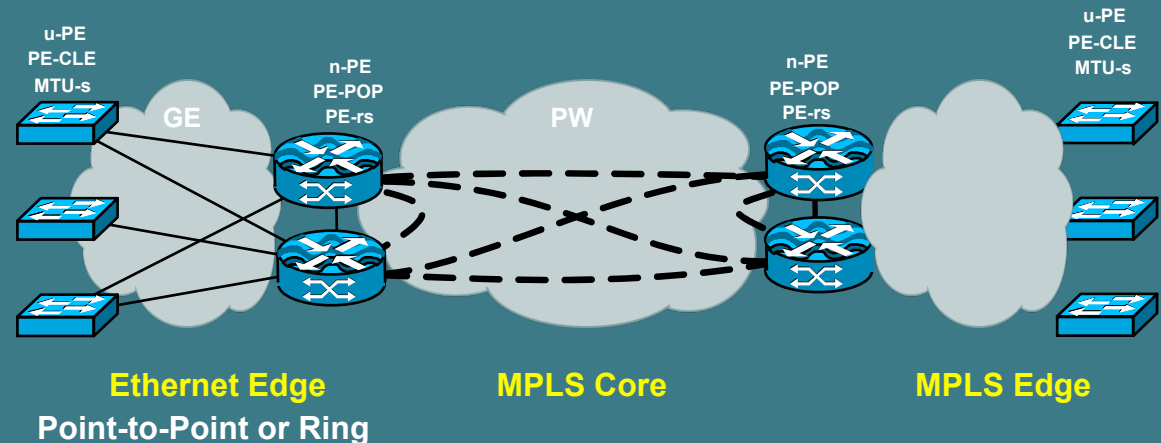 u-PE
PE-CLE
MTU-s
n-PE
PE-POP
PE-rs
GE
PW
n-PE
PE-POP
PE-rs
u-PE
PE-CLE
MTU-s
Ethernet Edge
MPLS Core
MPLS Edge
Point-to-Point or Ring